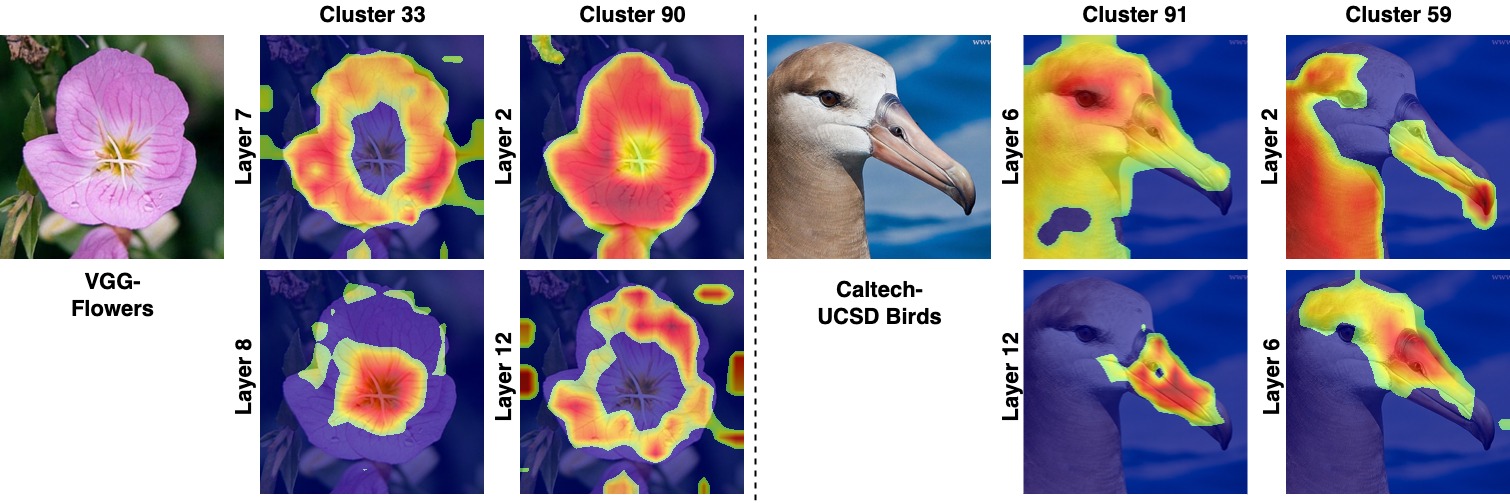 Cluster 33
Cluster 90
Cluster 91
Cluster 59
Layer 7
Layer 2
Layer 6
Layer 2
www
VGG-
Flowers
Caltech-
UCSD Birds
Layer 8
Layer 12
Layer 12
Layer 6